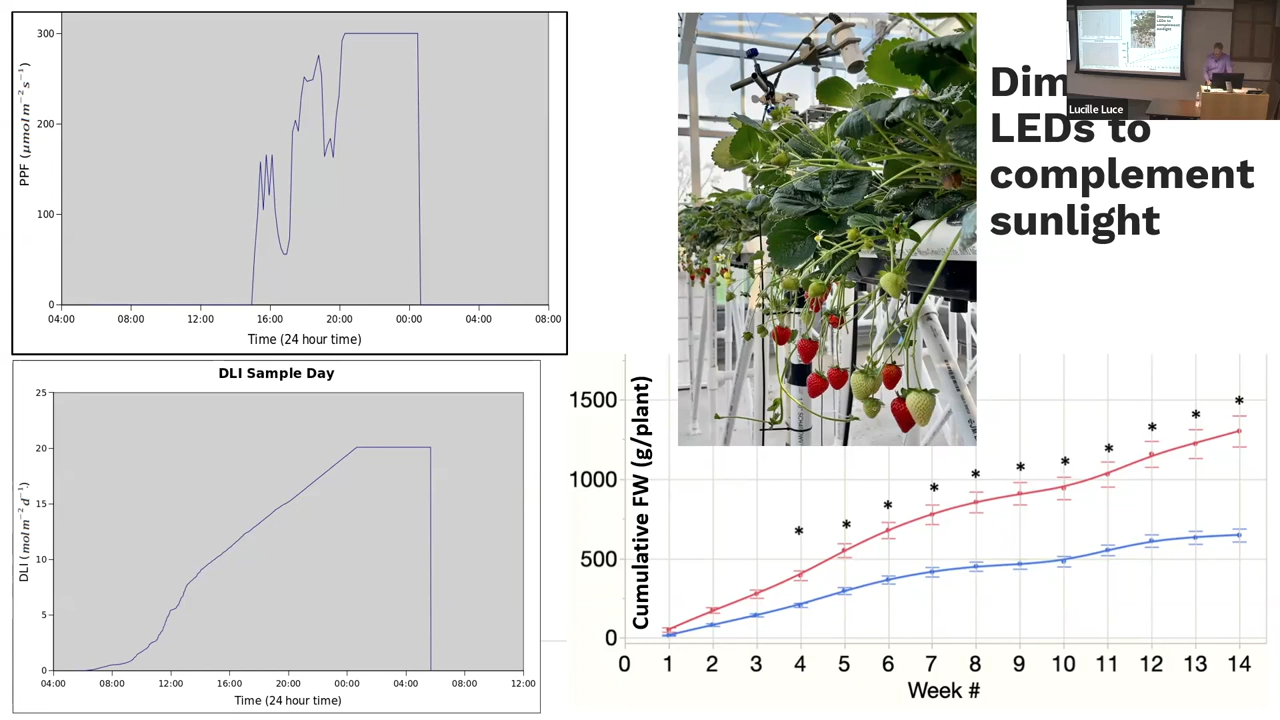 300
200
100
0
PPF (μmol m⁻² s⁻¹)
04:00 08:00 12:00 16:00 20:00 00:00 04:00 08:00
Time (24 hour time)
DLI Sample Day
25
20
15
10
5
0
DLI (mol m⁻² d⁻¹)
04:00 08:00 12:00 16:00 20:00 00:00 04:00 08:00 12:00
Time (24 hour time)
Dim
LEDs to
complement
sunlight
Lucille Luce
1500
1000
500
0
Cumulative FW (g/plant)
* * * * * * * * * * *
0 1 2 3 4 5 6 7 8 9 10 11 12 13 14
Week #